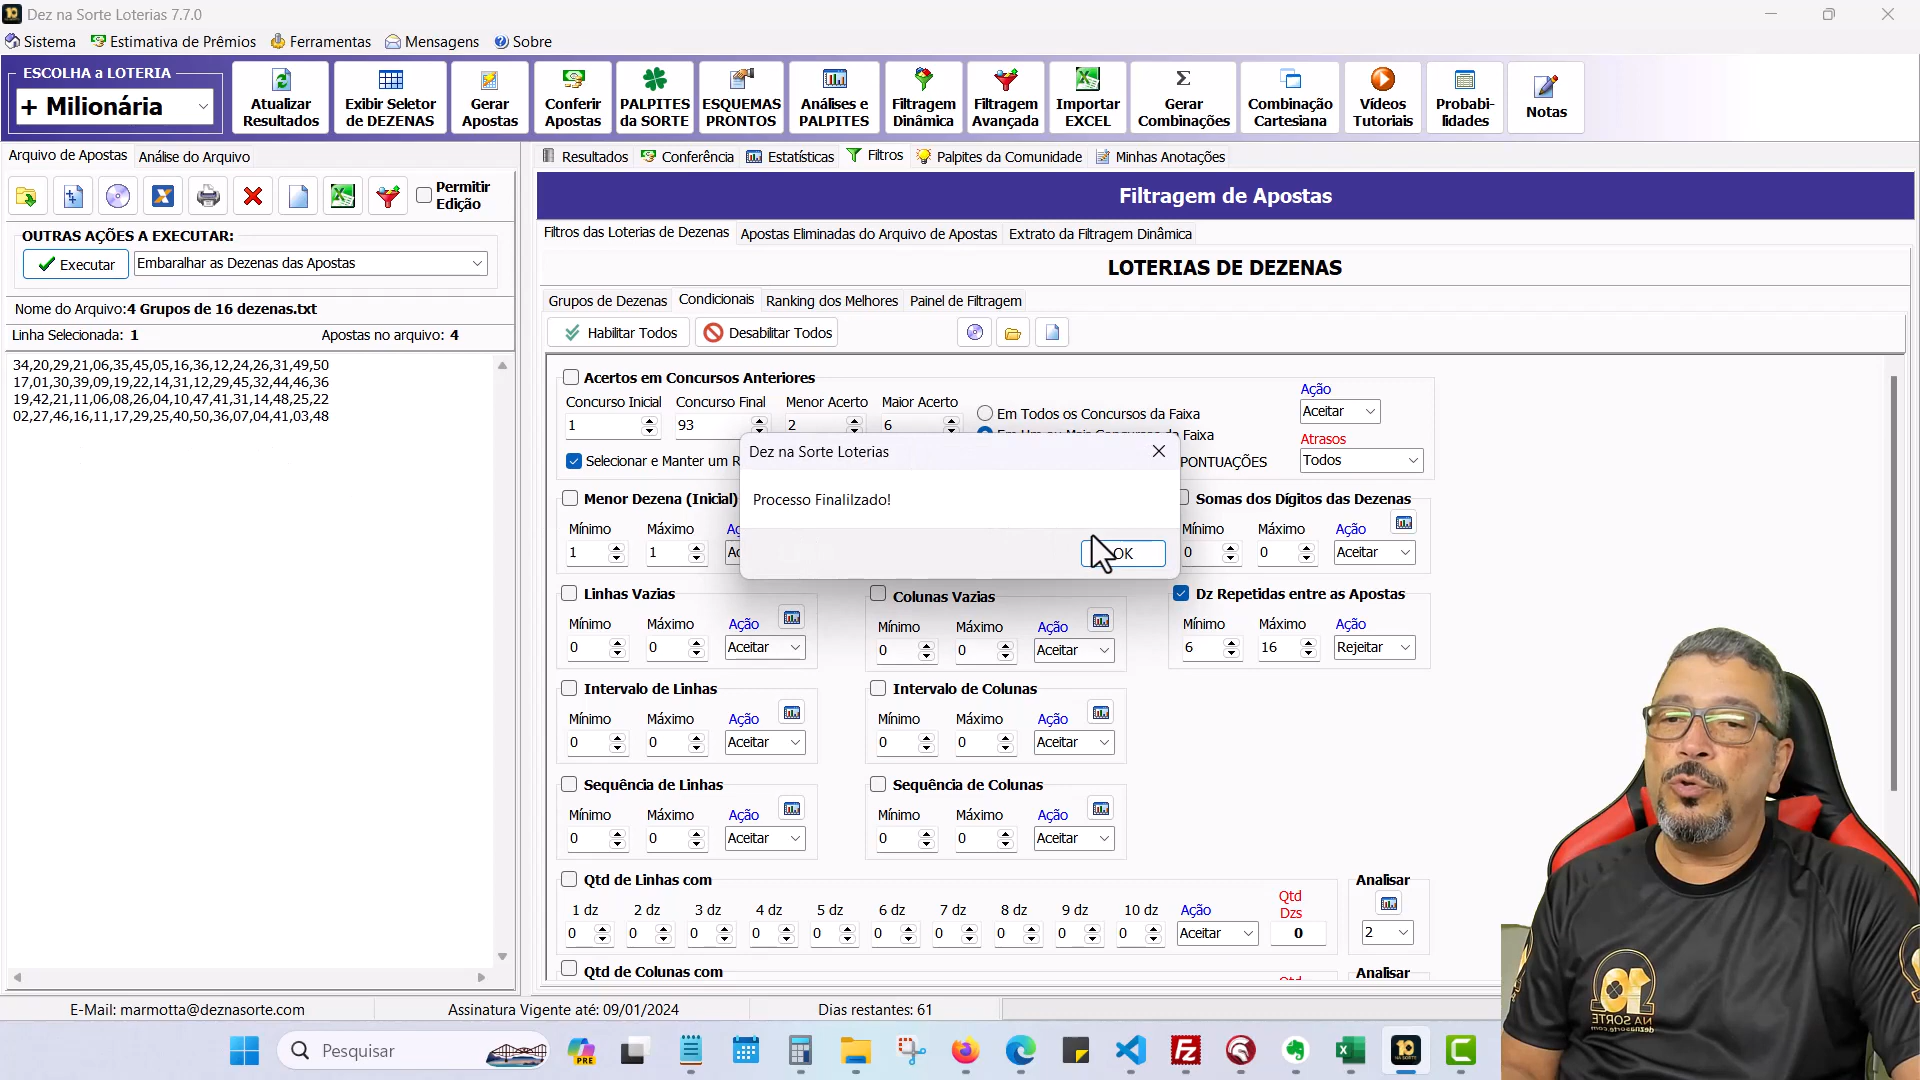 Dez na Sorte Loterias 7.7.0
Sistema Estimativa de Prêmios Ferramentas Mensagens Sobre
ESCOLHA a LOTERIA
+ Milionária
Atualizar Resultados
Exibir Seletor de DEZENAS
Gerar Apostas
Conferir Apostas
PALPITES da SORTE
ESQUEMAS PRONTOS
Análises e PALPITES
Filtragem Dinâmica
Filtragem Avançada
Importar EXCEL
Gerar Combinações
Combinação Cartesiana
Vídeos Tutoriais
Probabi-lidades
Notas
Arquivo de Apostas Análise do Arquivo
Permitir Edição
OUTRAS AÇÕES A EXECUTAR:
Executar Embaralhar as Dezenas das Apostas
Nome do Arquivo:4 Grupos de 16 dezenas.txt
Linha Selecionada: 1 Apostas no arquivo: 4
34,20,29,21,06,35,45,05,16,36,12,24,26,31,49,50
17,01,30,39,09,19,22,14,31,12,29,45,32,44,46,36
19,42,21,11,06,08,26,04,10,47,41,31,14,48,25,22
02,27,46,16,11,17,29,25,40,50,36,07,04,41,03,48
Resultados Conferência Estatísticas Filtros Palpites da Comunidade Minhas Anotações
Filtragem de Apostas
Filtros das Loterias de Dezenas Apostas Eliminadas do Arquivo de Apostas Extrato da Filtragem Dinâmica
LOTERIAS DE DEZENAS
Grupos de Dezenas Condicionais Ranking dos Melhores Painel de Filtragem
Habilitar Todos Desabilitar Todos
Acertos em Concursos Anteriores
Concurso Inicial Concurso Final Menor Acerto Maior Acerto
1 93 2 6
Em Todos os Concursos da Faixa
Faixa
Ação
Aceitar
Atrasos
Todos
Selecionar e Manter um
PONTUAÇÕES
Dez na Sorte Loterias
Processo Finalilzado!
OK
Menor Dezena (Inicial)
Mínimo Máximo
1 1
Somas dos Dígitos das Dezenas
Mínimo Máximo Ação
0 0 Aceitar
Linhas Vazias
Mínimo Máximo Ação
0 0 Aceitar
Colunas Vazias
Mínimo Máximo Ação
0 0 Aceitar
Dz Repetidas entre as Apostas
Mínimo Máximo Ação
6 16 Rejeitar
Intervalo de Linhas
Mínimo Máximo Ação
0 0 Aceitar
Intervalo de Colunas
Mínimo Máximo Ação
0 0 Aceitar
Sequência de Linhas
Mínimo Máximo Ação
0 0 Aceitar
Sequência de Colunas
Mínimo Máximo Ação
0 0 Aceitar
Qtd de Linhas com
1 dz 2 dz 3 dz 4 dz 5 dz 6 dz 7 dz 8 dz 9 dz 10 dz Ação
0 0 0 0 0 0 0 0 0 0 Aceitar
Qtd Dzs
0
Analisar
2
Qtd de Colunas com
Analisar
E-Mail: marmotta@deznasorte.com Assinatura Vigente até: 09/01/2024 Dias restantes: 61
Pesquisar
PRE